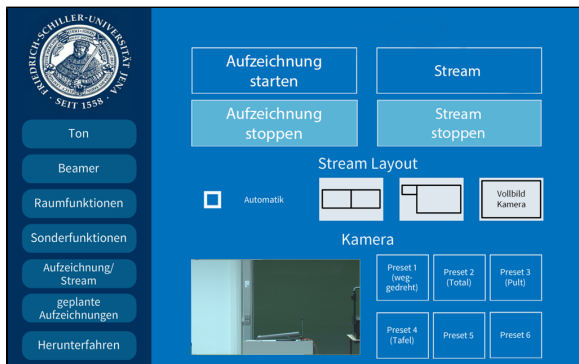 FRIEDRICH-SCHILLER-UNIVERSITÄT JENA
· SEIT 1558 ·
Ton
Beamer
Raumfunktionen
Sonderfunktionen
Aufzeichnung/
Stream
geplante
Aufzeichnungen
Herunterfahren
Aufzeichnung
starten
Stream
Aufzeichnung
stoppen
Stream
stoppen
Stream Layout
Automatik
Vollbild
Kamera
Kamera
Preset 1
(weg-
gedreht)
Preset 2
(Total)
Preset 3
(Pult)
Preset 4
(Tafel)
Preset 5
Preset 6